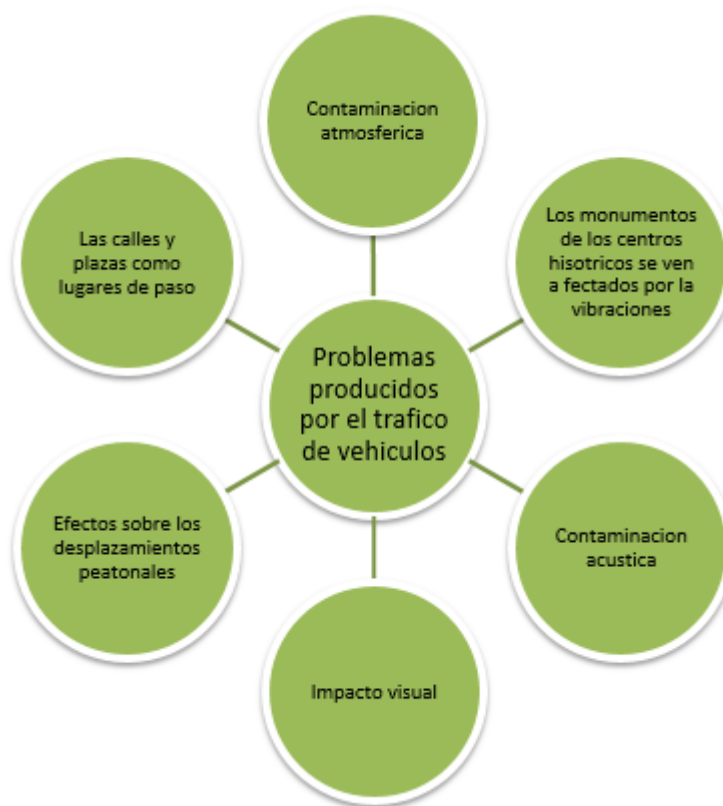 Contaminacion
atmosferica
Los monumentos
de los centros
hisotricos se ven
a fectados por la
vibraciones
Las calles y
plazas como
lugares de paso
Problemas
producidos
por el trafico
de vehiculos
Efectos sobre los
desplazamientos
peatonales
Contaminacion
acustica
Impacto visual